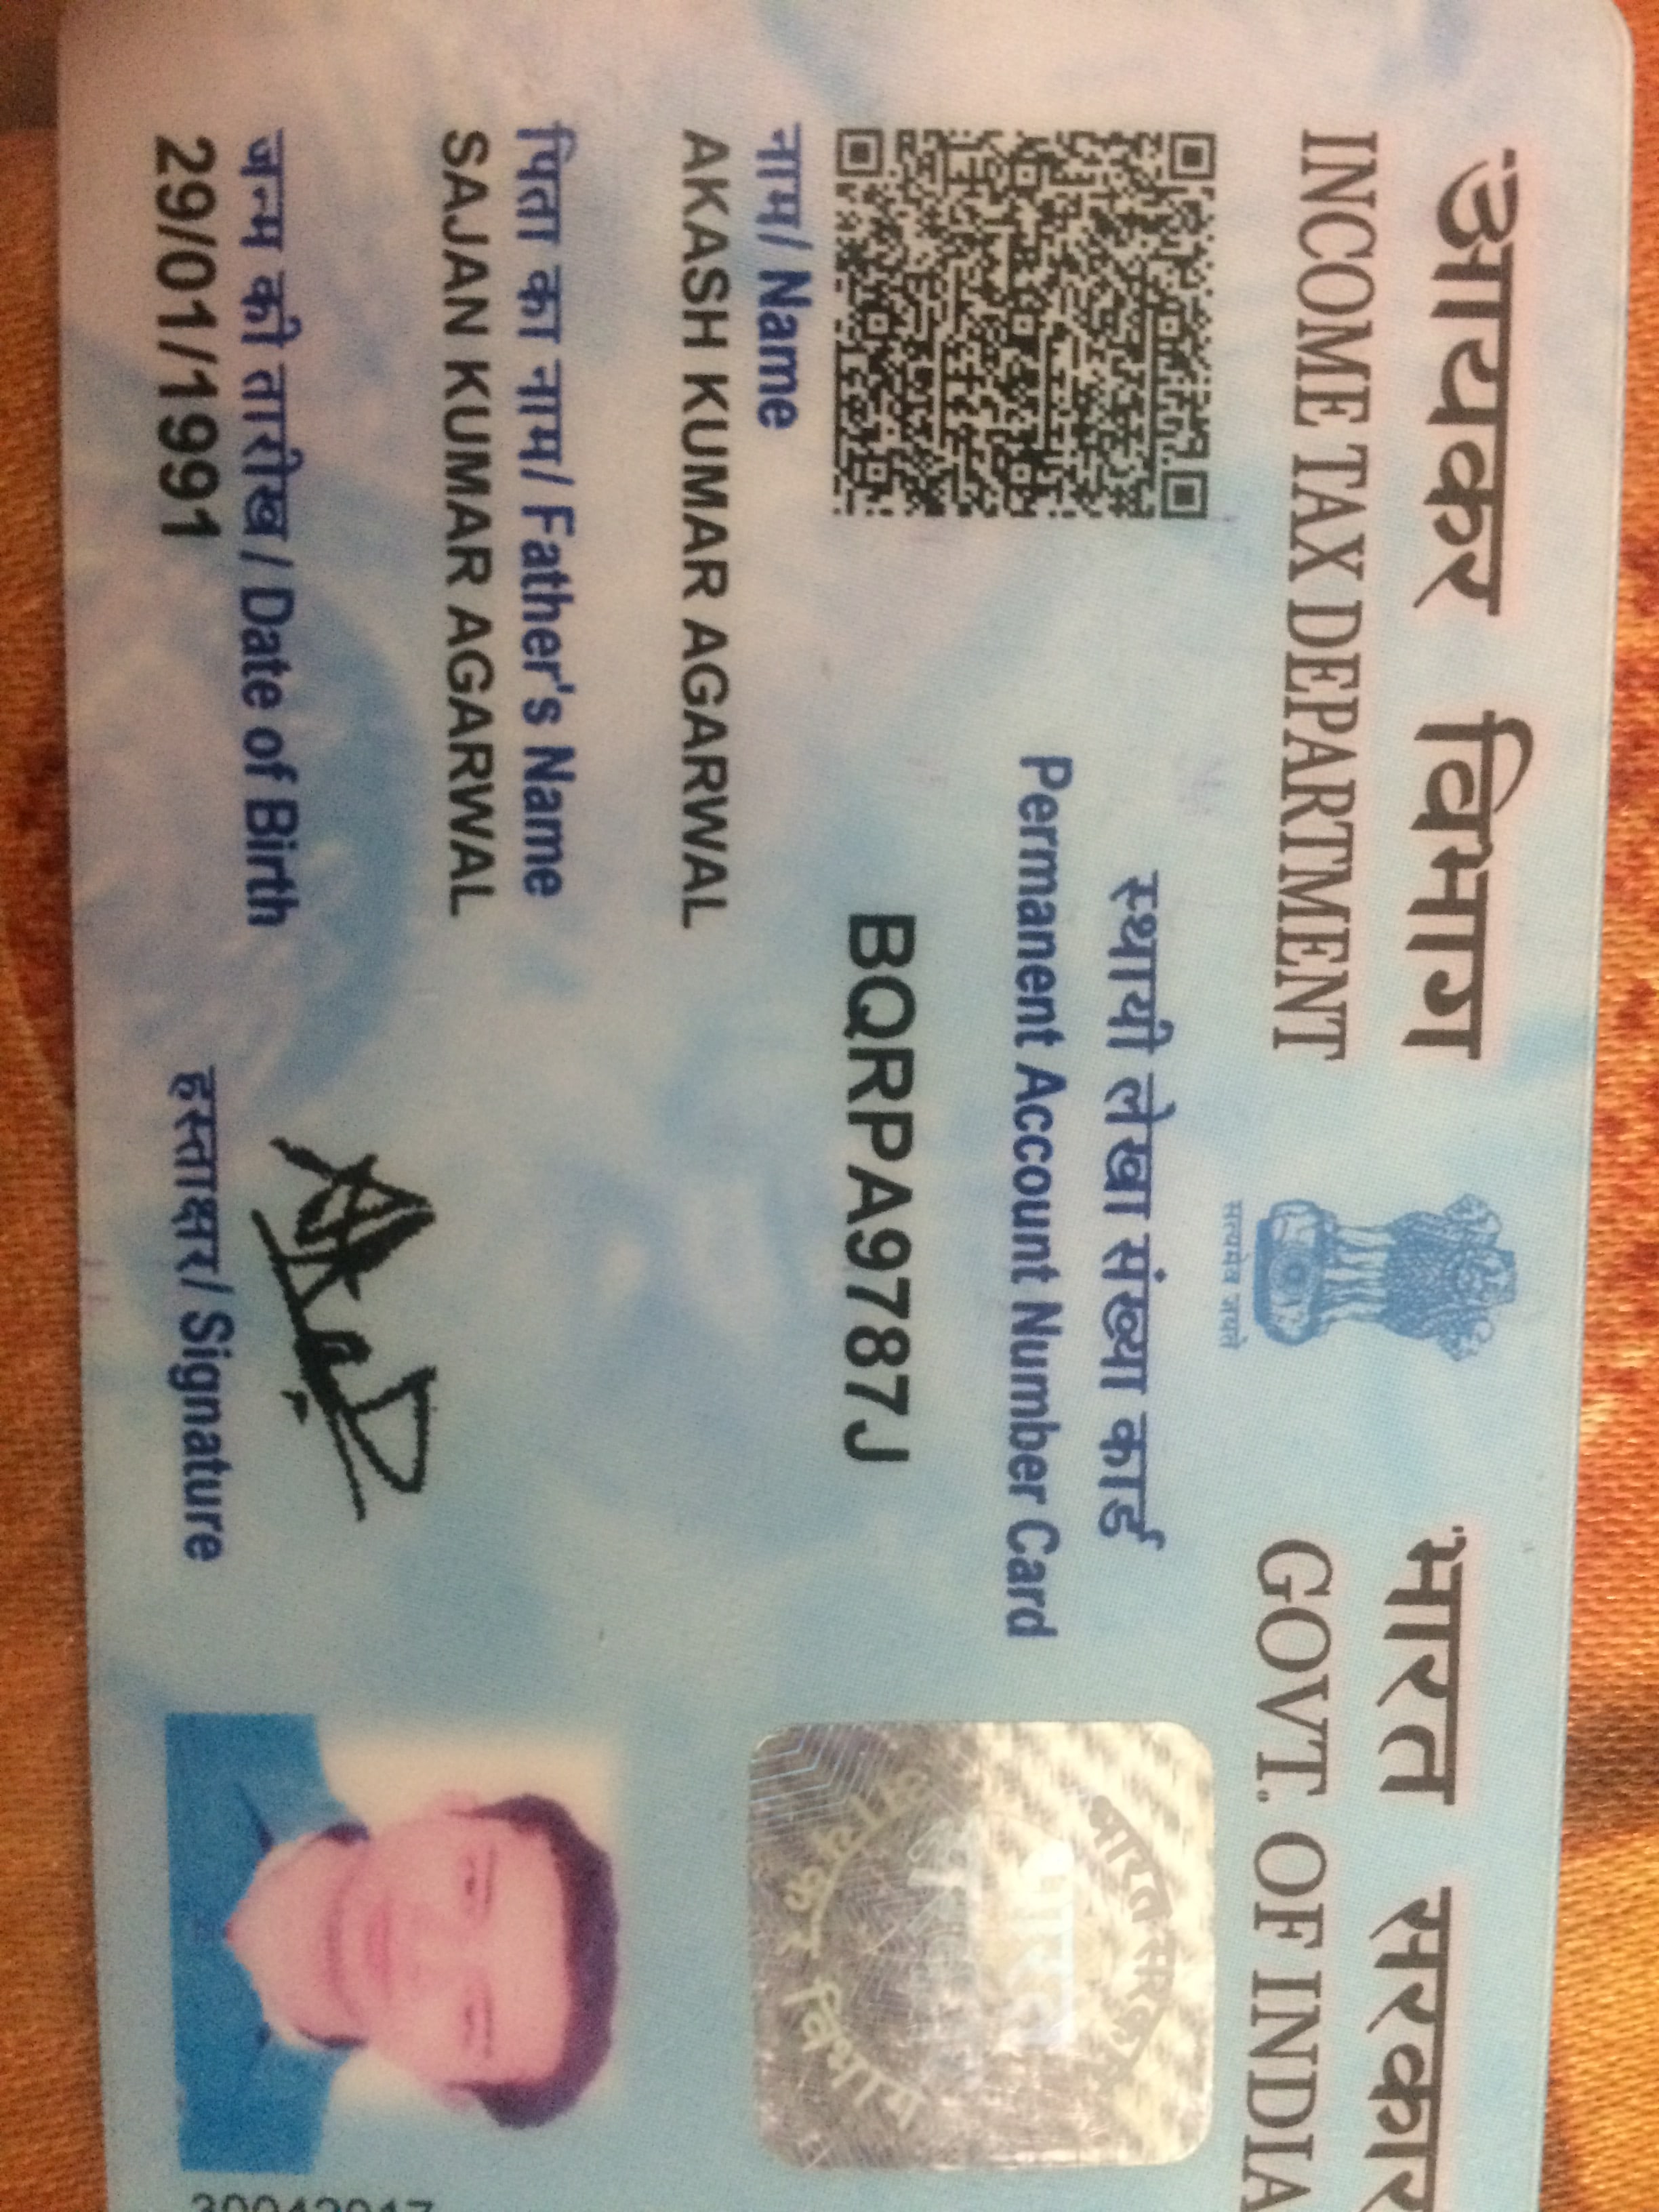 आयकर विभाग
INCOME TAX DEPARTMENT
सत्यमेव जयते
भारत सरकार
GOVT. OF INDIA
स्थायी लेखा संख्या कार्ड
Permanent Account Number Card
BQRPA9787J
भारत सरकार
आयकर विभाग
नाम/ Name
AKASH KUMAR AGARWAL
पिता का नाम/ Father's Name
SAJAN KUMAR AGARWAL
जन्म की तारीख/ Date of Birth
29/01/1991
हस्ताक्षर/ Signature